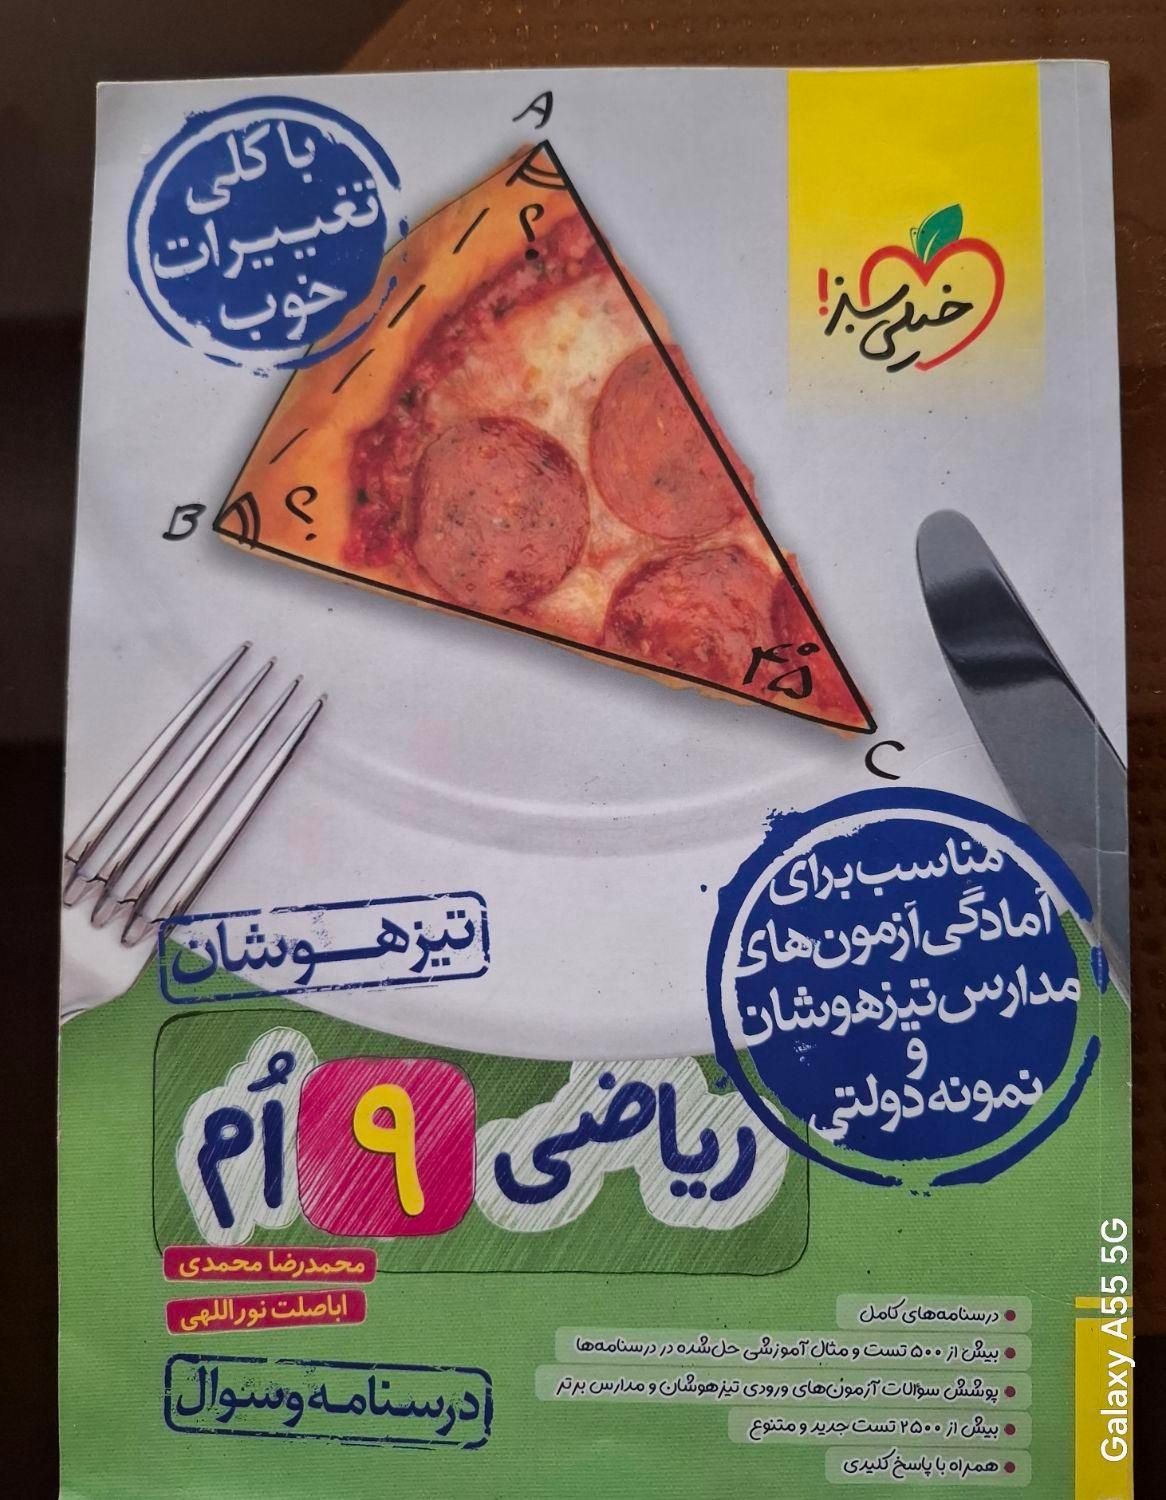 با کلی
تغییرات
خوب
خیلی سبز!
A
؟
B
؟
۴۵°
C
مناسب برای
آمادگی آزمون‌های
مدارس تیزهوشان
و
نمونه دولتی
تیزهوشان
ریاضی ۹اُم
محمدرضا محمدی
اباصلت نوراللهی
درسنامه و سوال
درسنامه‌های کامل
بیش از ۵۰۰ تست و مثال آموزشی حل‌شده در درسنامه‌ها
پوشش سؤالات آزمون‌های ورودی تیزهوشان و مدارس برتر
بیش از ۲۵۰۰ تست جدید و متنوع
همراه با پاسخ کلیدی
Galaxy A55 5G